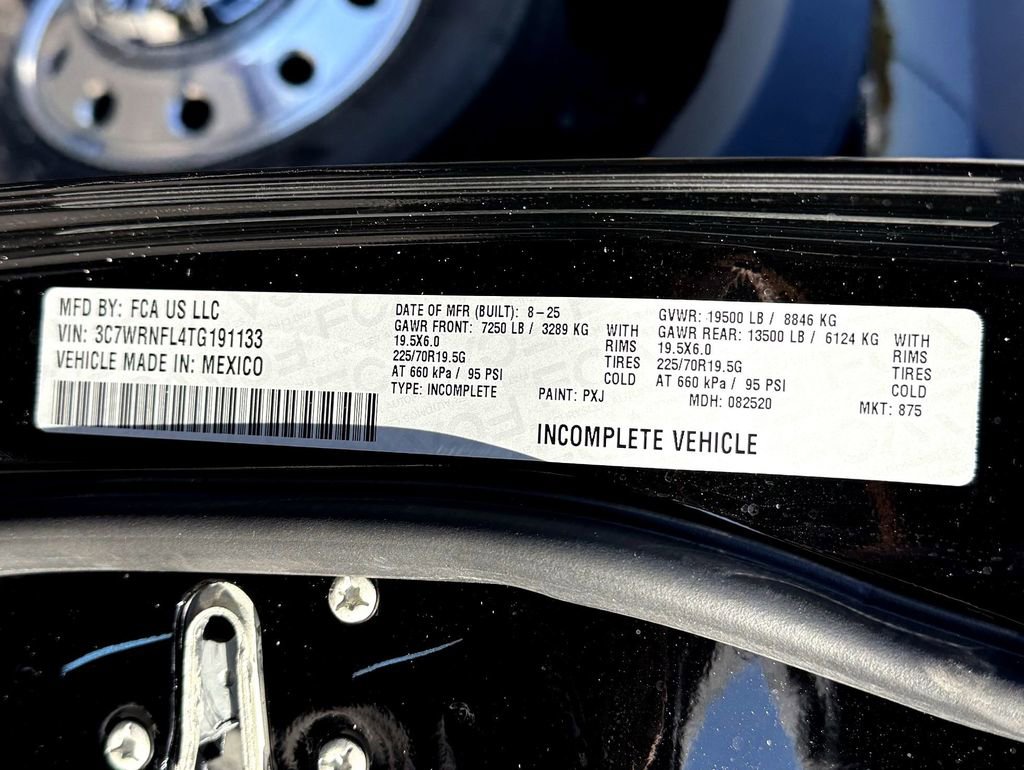 MFD BY: FCA US LLC
VIN: 3C7WRNFL4TG191133
VEHICLE MADE IN: MEXICO
DATE OF MFR (BUILT): 8-25
GAWR FRONT: 7250 LB / 3289 KG WITH
19.5X6.0 RIMS
225/70R19.5G TIRES
AT 660 kPa / 95 PSI COLD
TYPE: INCOMPLETE PAINT: PXJ
GVWR: 19500 LB / 8846 KG
GAWR REAR: 13500 LB / 6124 KG WITH
19.5X6.0 RIMS
225/70R19.5G TIRES
AT 660 kPa / 95 PSI COLD
MDH: 082520 MKT: 875
INCOMPLETE VEHICLE